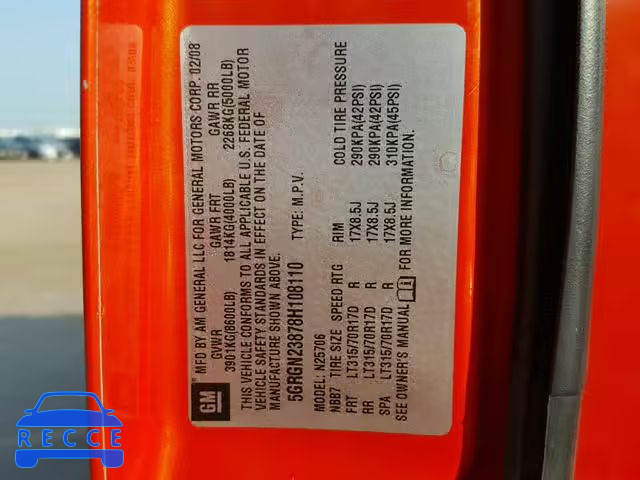 MFD BY AM GENERAL LLC FOR GENERAL MOTORS CORP. 02/08
GVWR GAWR FRT GAWR RR
3901KG(8600LB) 1814KG(4000LB) 2268KG(5000LB)
THIS VEHICLE CONFORMS TO ALL APPLICABLE U.S. FEDERAL MOTOR
VEHICLE SAFETY STANDARDS IN EFFECT ON THE DATE OF
MANUFACTURE SHOWN ABOVE.
5GRGN23878H108110 TYPE: M.P.V.
MODEL: N25706
NBB7 TIRE SIZE SPEED RTG RIM COLD TIRE PRESSURE
FRT LT315/70R17D R 17X8.5J 290KPA(42PSI)
RR LT315/70R17D R 17X8.5J 290KPA(42PSI)
SPA LT315/70R17D R 17X8.5J 310KPA(45PSI)
SEE OWNER'S MANUAL FOR MORE INFORMATION.
GM
RECCE